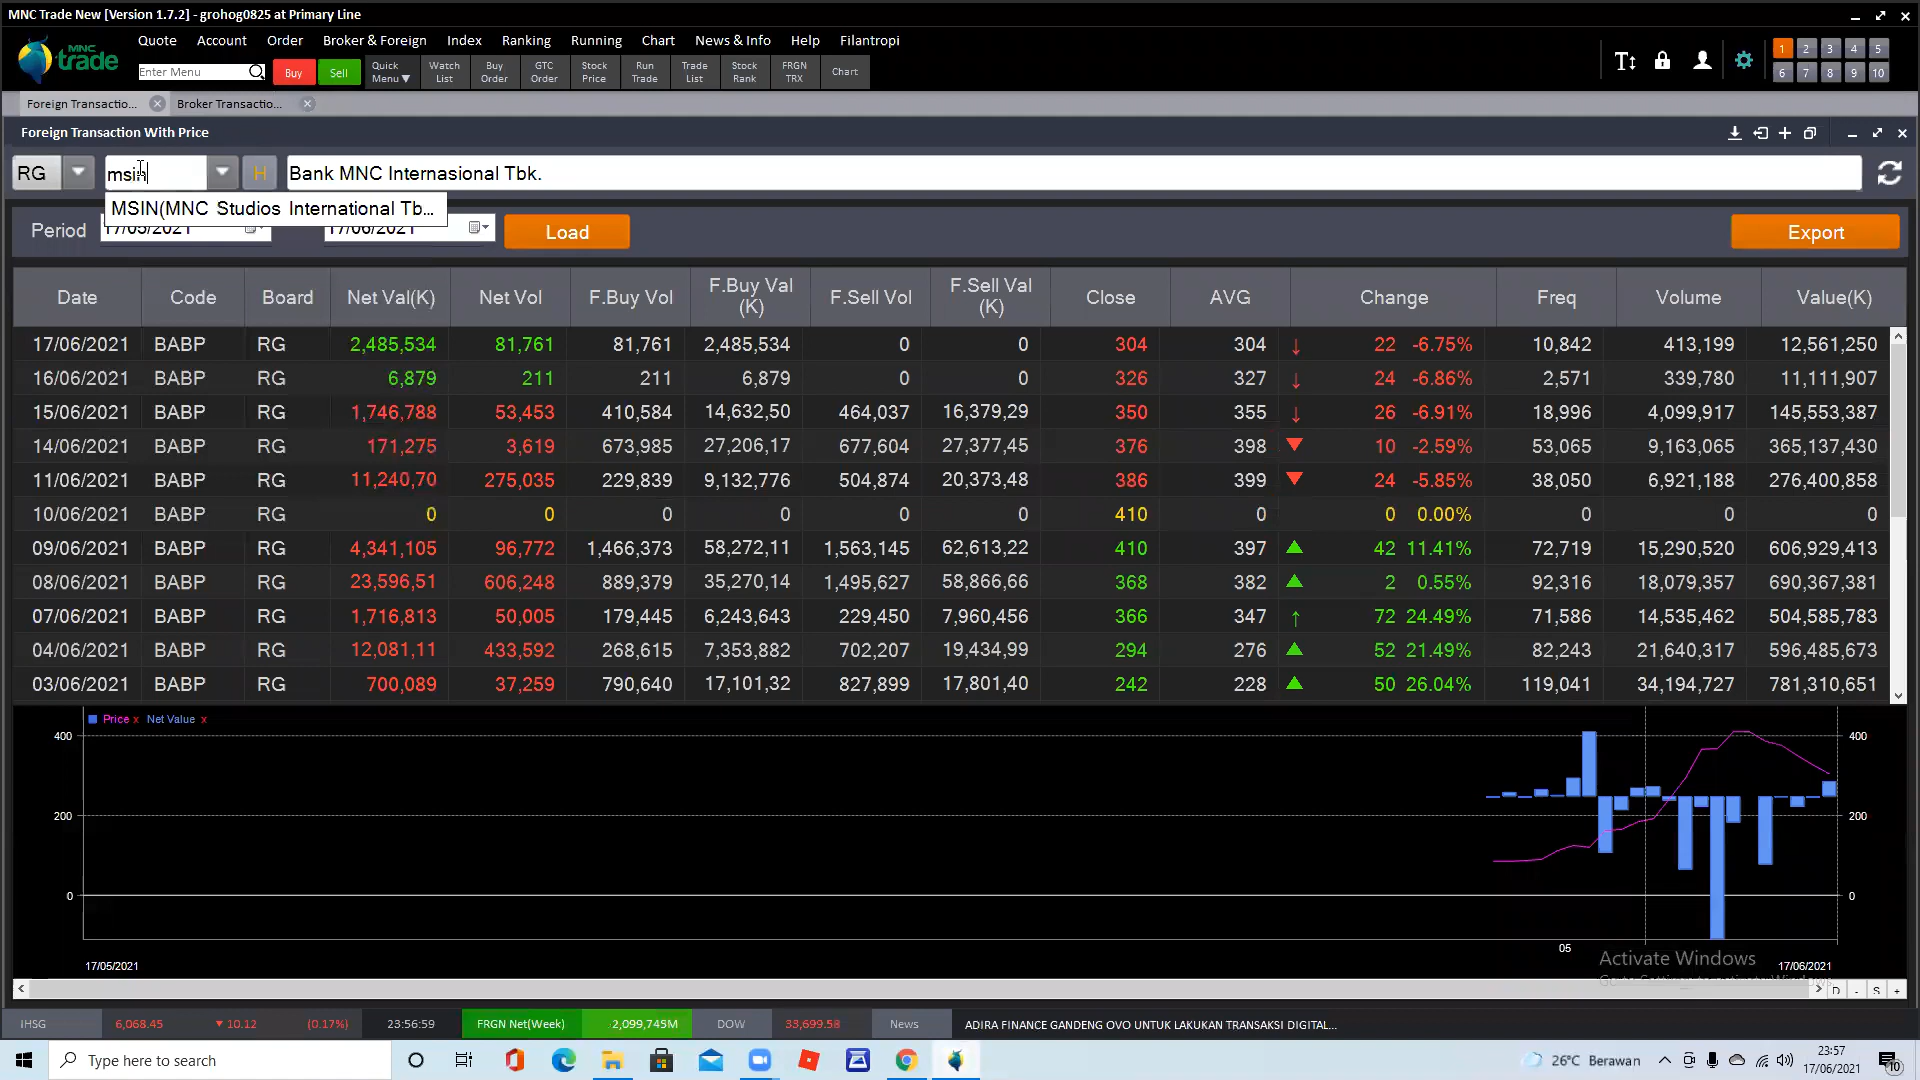 MNC Trade New [Version 1.7.2] - grohog0825 at Primary Line
MNC trade
Quote Account Order Broker & Foreign Index Ranking Running Chart News & Info Help Filantropi
Enter Menu Buy Sell Quick Menu▼ Watch List Buy Order GTC Order Stock Price Run Trade Trade List Stock Rank FRGN TRX Chart
1 2 3 4 5
6 7 8 9 10
Foreign Transactio... Broker Transactio...
Foreign Transaction With Price
RG msin H Bank MNC Internasional Tbk.
MSIN(MNC Studios International Tb...
Period 17/05/2021 17/06/2021 Load Export
Date Code Board Net Val(K) Net Vol F.Buy Vol F.Buy Val (K) F.Sell Vol F.Sell Val (K) Close AVG Change Freq Volume Value(K)
17/06/2021 BABP RG 2,485,534 81,761 81,761 2,485,534 0 0 304 304 ↓ 22 -6.75% 10,842 413,199 12,561,250
16/06/2021 BABP RG 6,879 211 211 6,879 0 0 326 327 ↓ 24 -6.86% 2,571 339,780 11,111,907
15/06/2021 BABP RG 1,746,788 53,453 410,584 14,632,50 464,037 16,379,29 350 355 ↓ 26 -6.91% 18,996 4,099,917 145,553,387
14/06/2021 BABP RG 171,275 3,619 673,985 27,206,17 677,604 27,377,45 376 398 ▼ 10 -2.59% 53,065 9,163,065 365,137,430
11/06/2021 BABP RG 11,240,70 275,035 229,839 9,132,776 504,874 20,373,48 386 399 ▼ 24 -5.85% 38,050 6,921,188 276,400,858
10/06/2021 BABP RG 0 0 0 0 0 0 410 0 0 0.00% 0 0 0
09/06/2021 BABP RG 4,341,105 96,772 1,466,373 58,272,11 1,563,145 62,613,22 410 397 ▲ 42 11.41% 72,719 15,290,520 606,929,413
08/06/2021 BABP RG 23,596,51 606,248 889,379 35,270,14 1,495,627 58,866,66 368 382 ▲ 2 0.55% 92,316 18,079,357 690,367,381
07/06/2021 BABP RG 1,716,813 50,005 179,445 6,243,643 229,450 7,960,456 366 347 ↑ 72 24.49% 71,586 14,535,462 504,585,783
04/06/2021 BABP RG 12,081,11 433,592 268,615 7,353,882 702,207 19,434,99 294 276 ▲ 52 21.49% 82,243 21,640,317 596,485,673
03/06/2021 BABP RG 700,089 37,259 790,640 17,101,32 827,899 17,801,40 242 228 ▲ 50 26.04% 119,041 34,194,727 781,310,651
Price x Net Value x
400 400
200 200
0 0
05
Activate Windows
17/05/2021 17/06/2021
D - S +
IHSG 6,068.45 ▼10.12 (0.17%) 23:56:59 FRGN Net(Week) 2,099,745M DOW 33,699.58 News ADIRA FINANCE GANDENG OVO UNTUK LAKUKAN TRANSAKSI DIGITAL...
Type here to search 26°C Berawan 23:57
17/06/2021 10